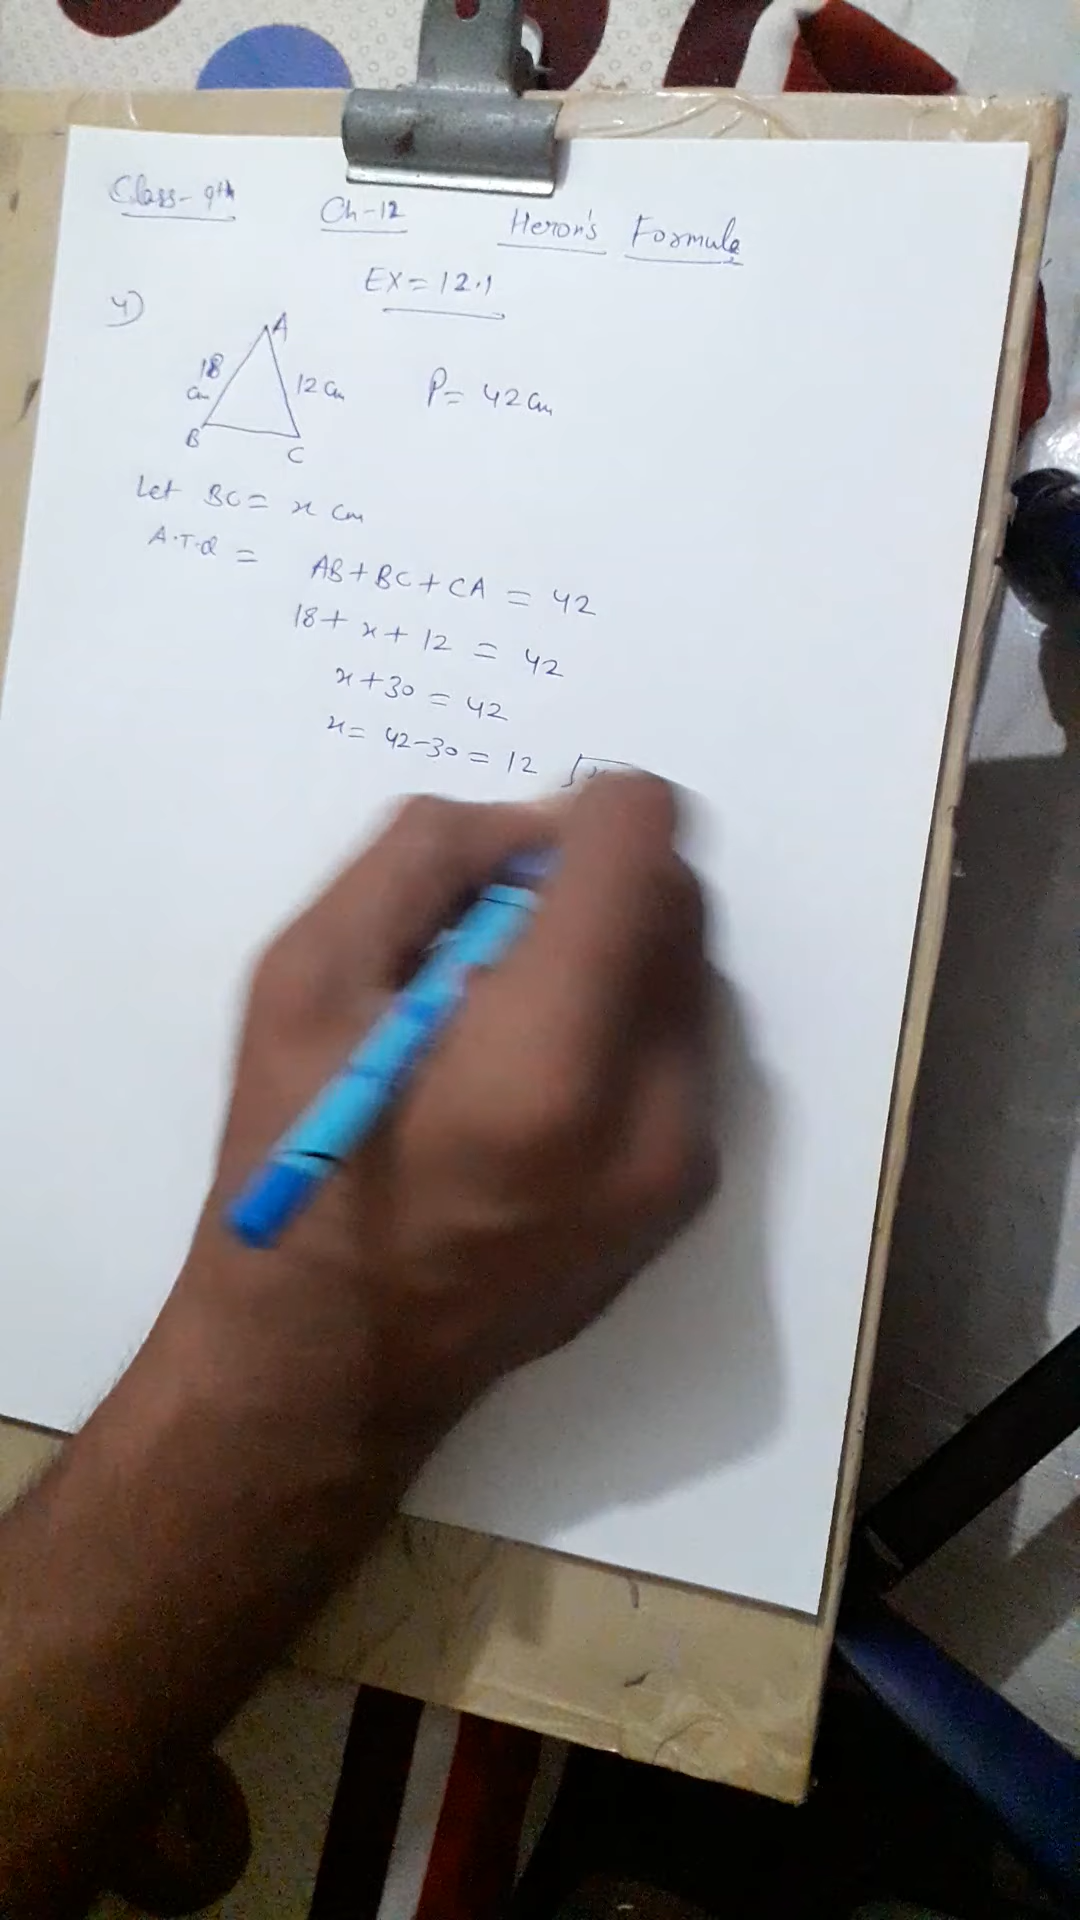 Class- 9th Ch-12 Heron's Formula
EX = 12.1
4)
A
18 cm
12 cm
B
C
P = 42 cm
Let BC = x cm
A.T.Q = AB + BC + CA = 42
18 + x + 12 = 42
x + 30 = 42
x = 42 - 30 = 12